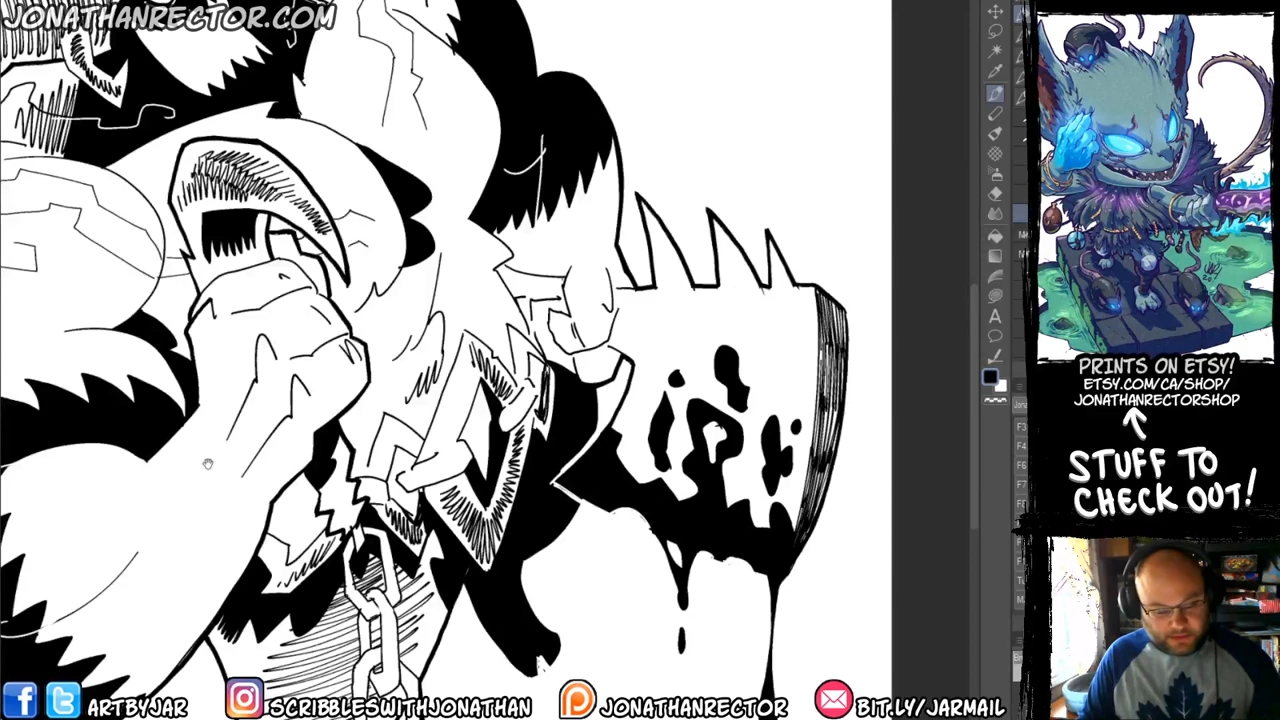 JONATHANRECTOR.COM
PRINTS ON ETSY!
ETSY.COM/CA/SHOP/
JONATHANRECTORSHOP
STUFF TO
CHECK OUT!
ARTBYJAR
SCRIBBLESWITHJONATHAN
JONATHANRECTOR
BIT.LY/JARMAIL